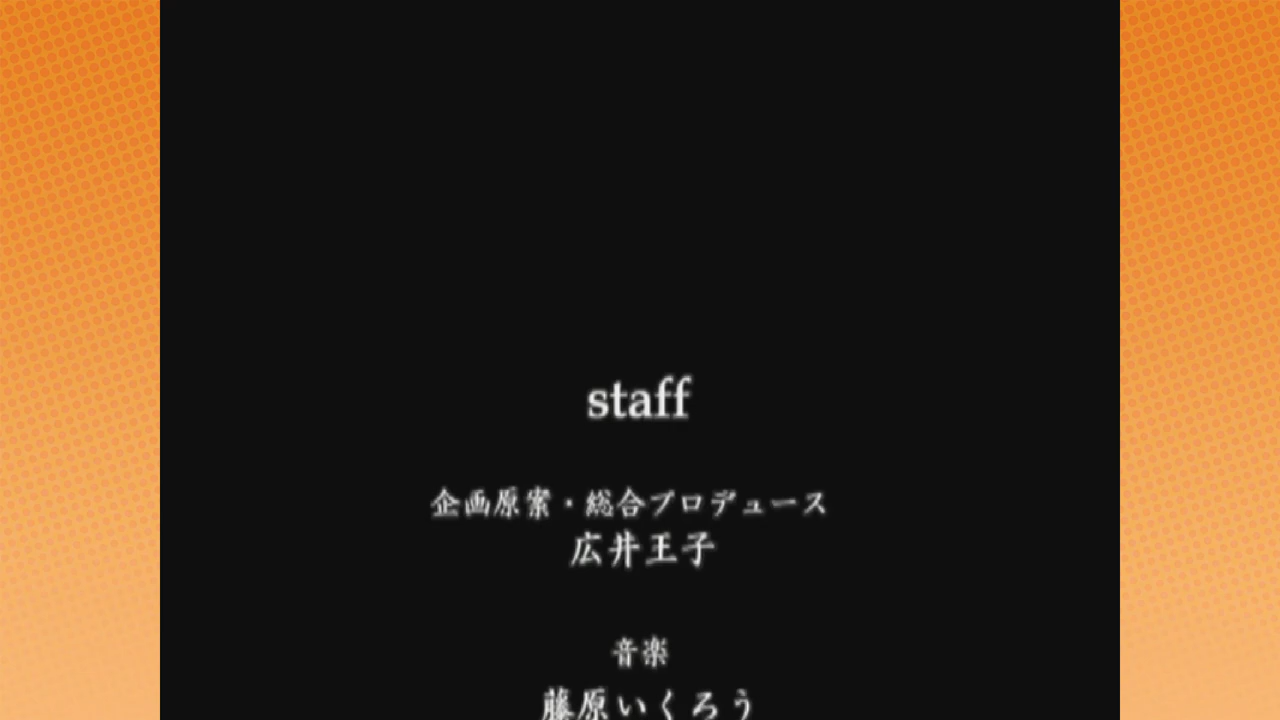 staff
企画原案・総合プロデュース
広井王子
音楽
藤原いくろう